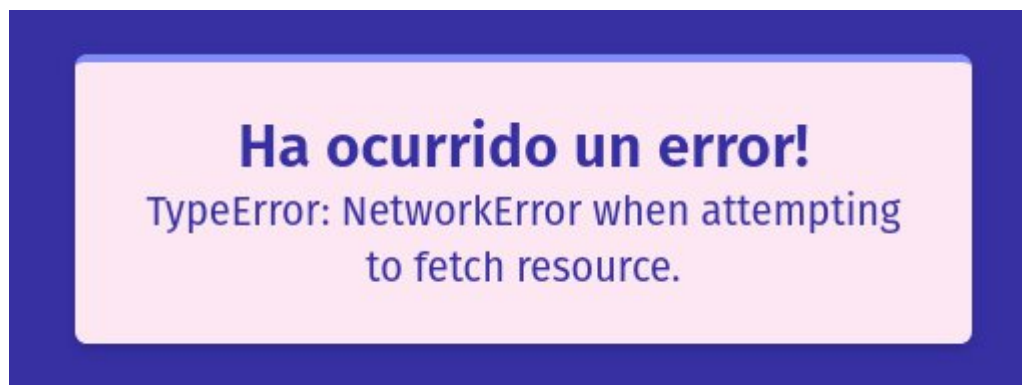 Ha ocurrido un error!
TypeError: NetworkError when attempting
to fetch resource.